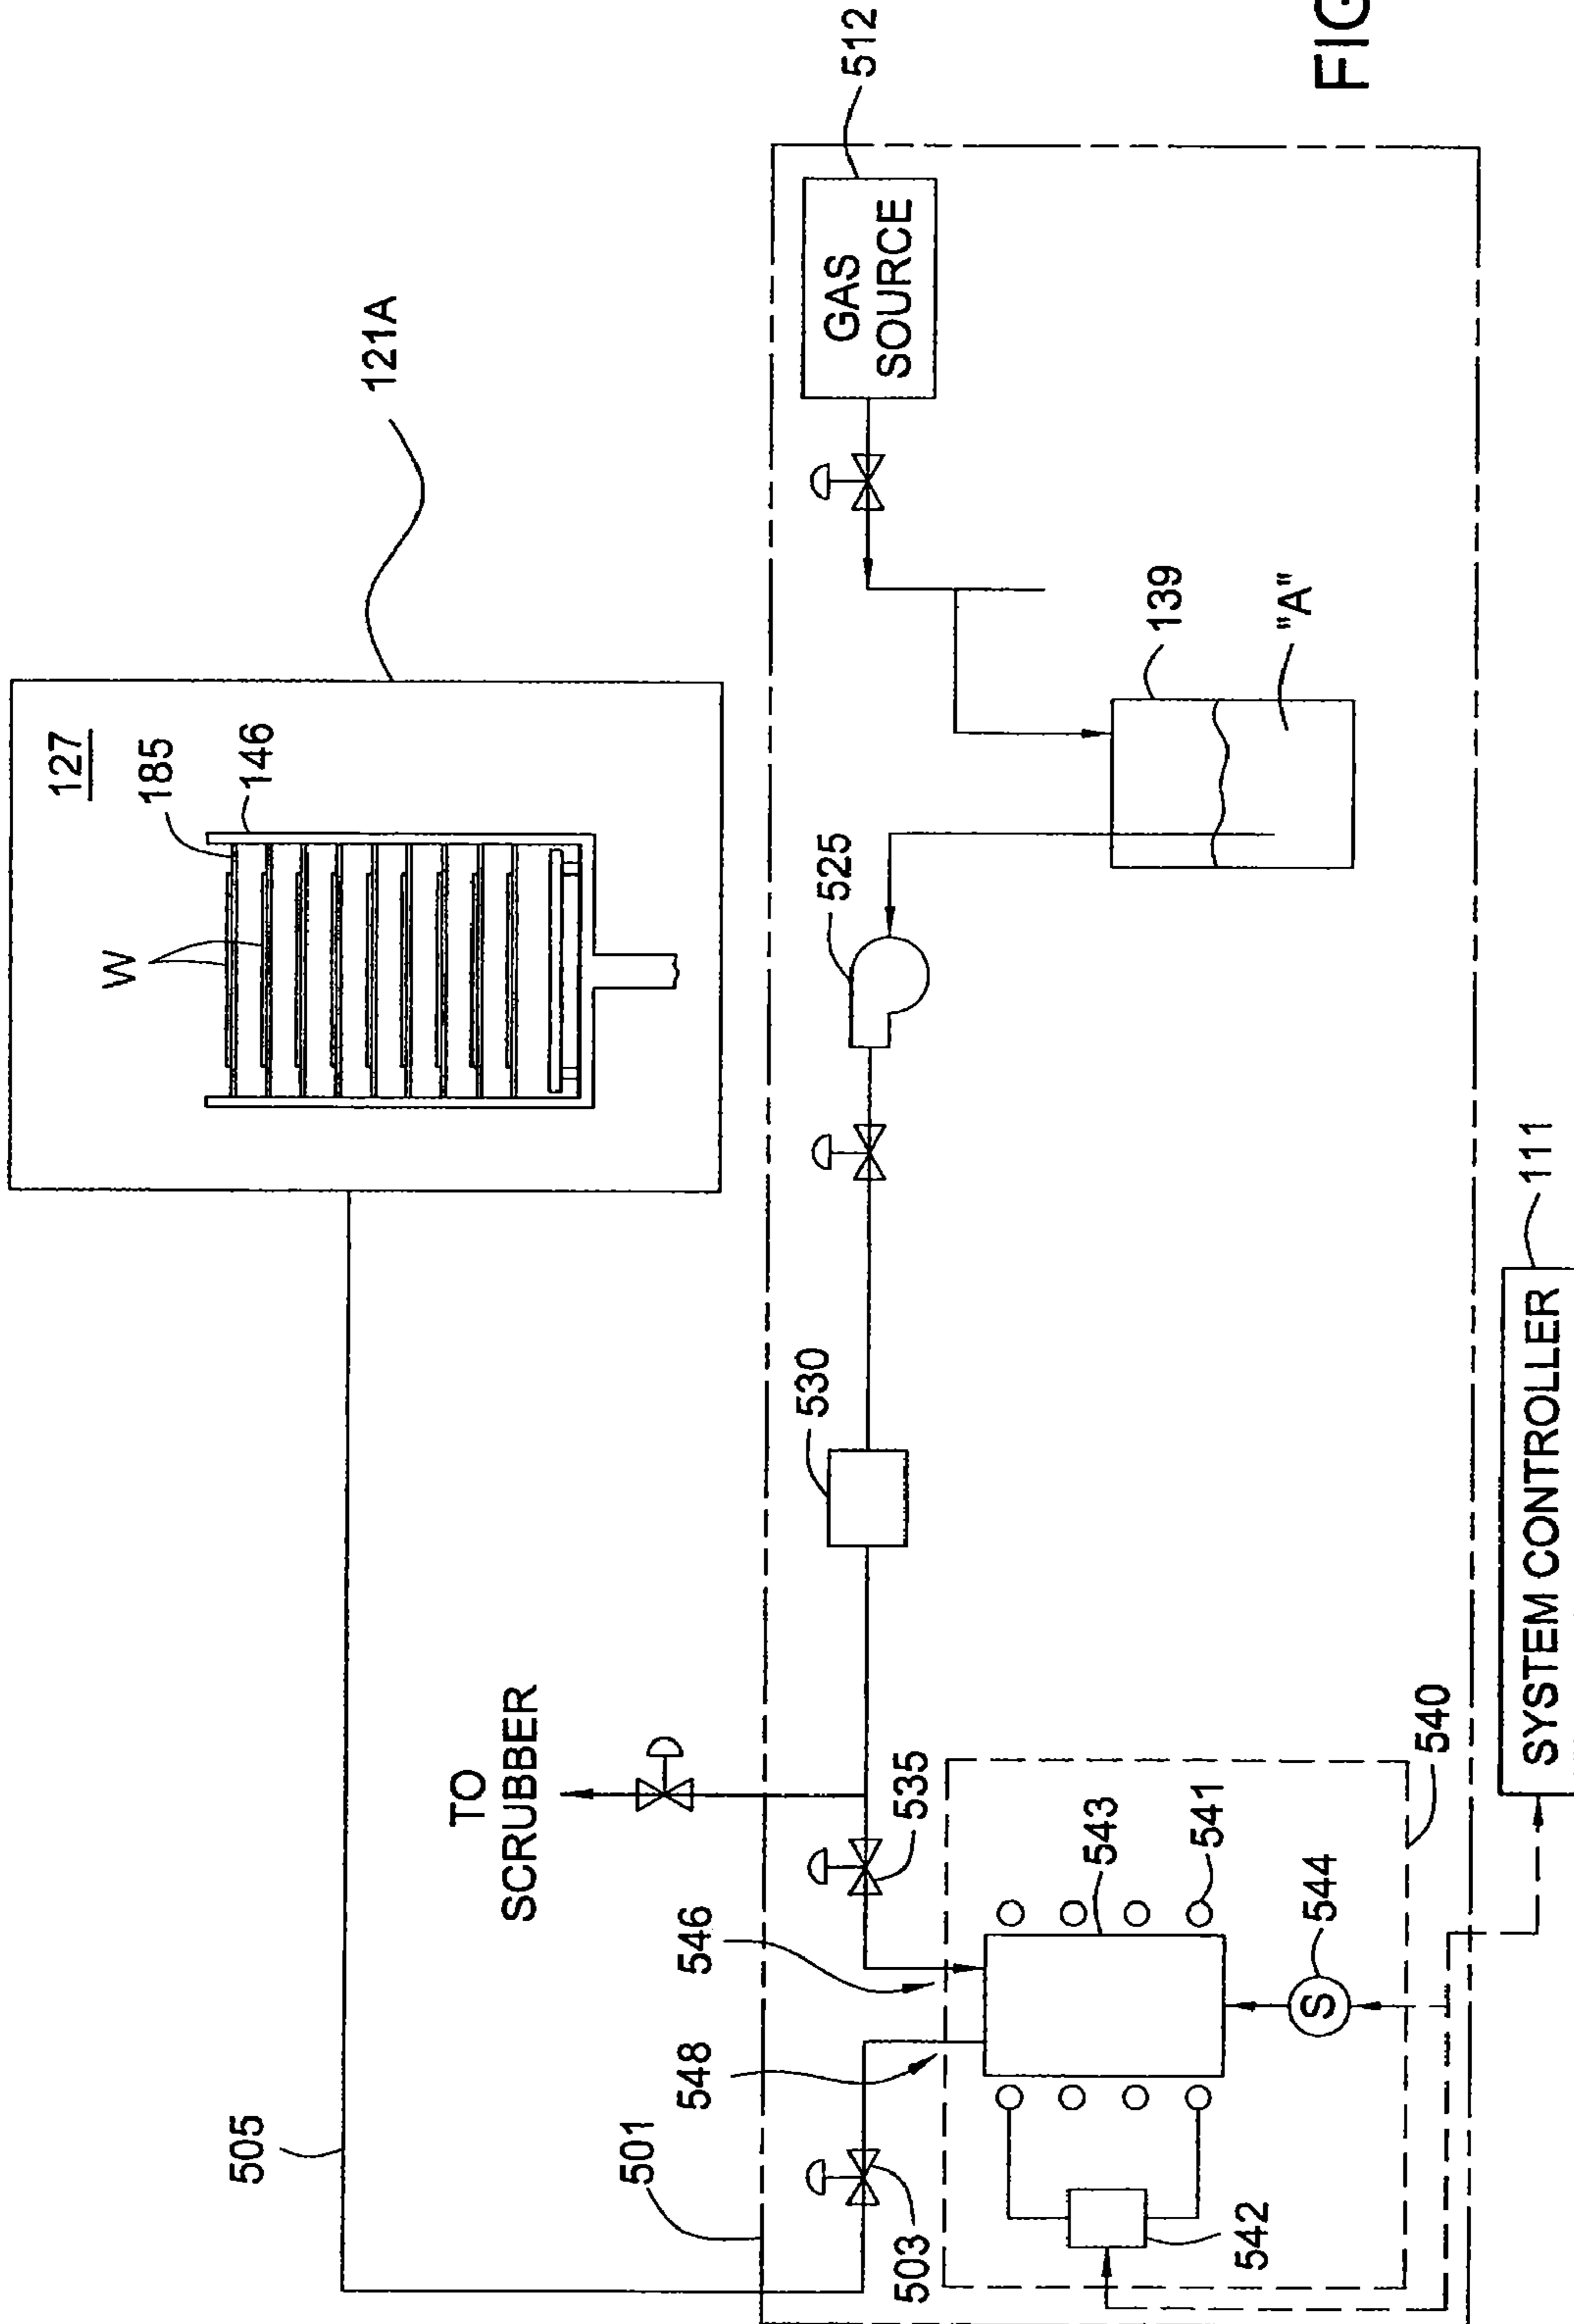 127
185
146
W
121A
505
TO
SCRUBBER
530
525
512
GAS
SOURCE
139
"A"
501
548
546
535
503
543
541
542
S
544
540
SYSTEM CONTROLLER
111
FIG